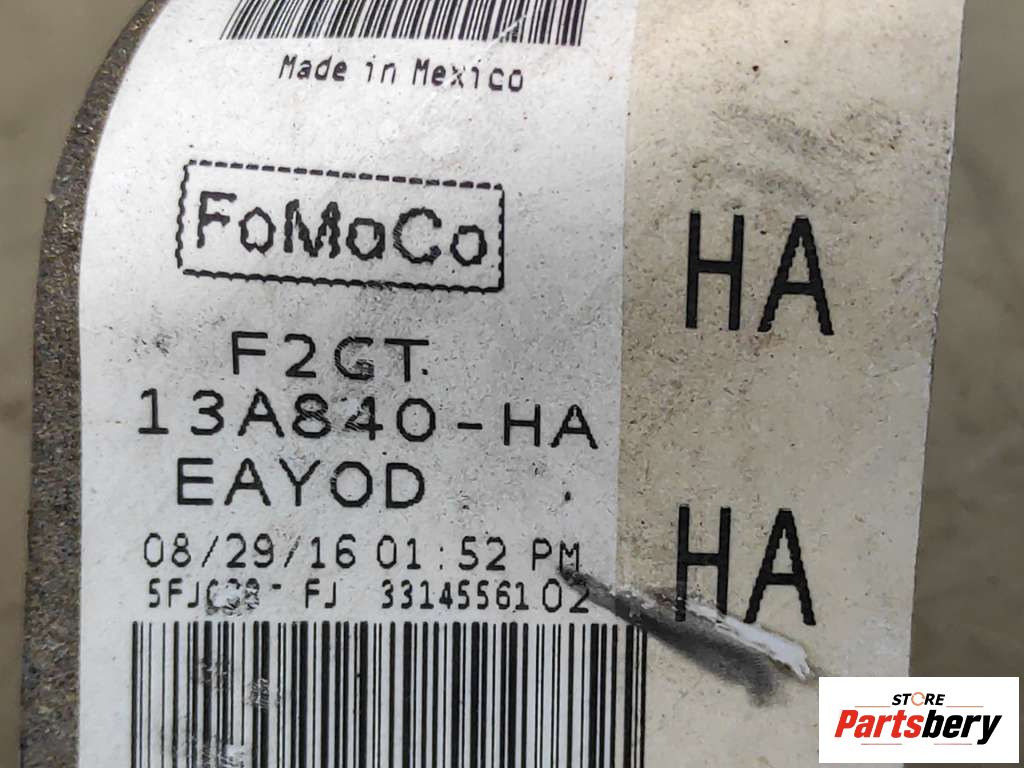 Made in Mexico
FoMoCo
F2GT
13A840-HA
EAYOD
08/29/16 01:52 PM
FJ 3314556102
HA
HA
STORE
Partsbery